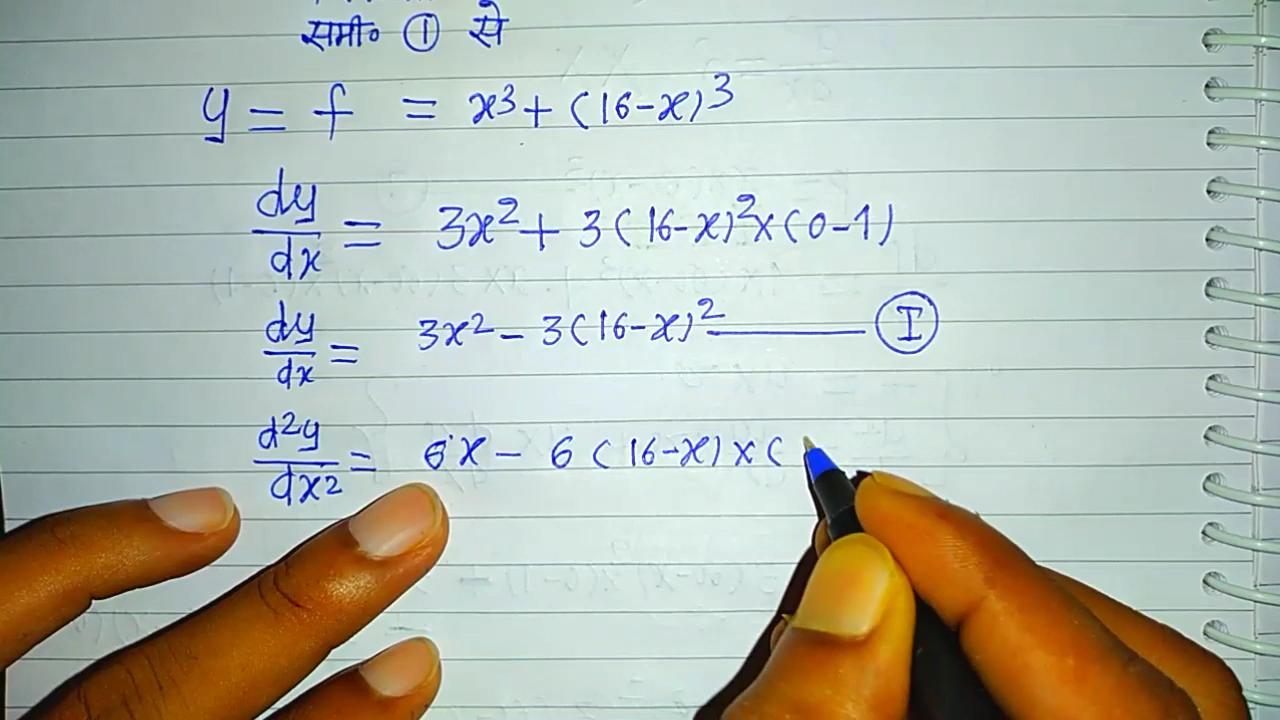 समी० ① से
y = f = x³ + (16-x)³
dy/dx = 3x² + 3(16-x)² × (0-1)
dy/dx = 3x² - 3(16-x)² ——— Ⓘ
d²y/dx² = 6x - 6(16-x) × (